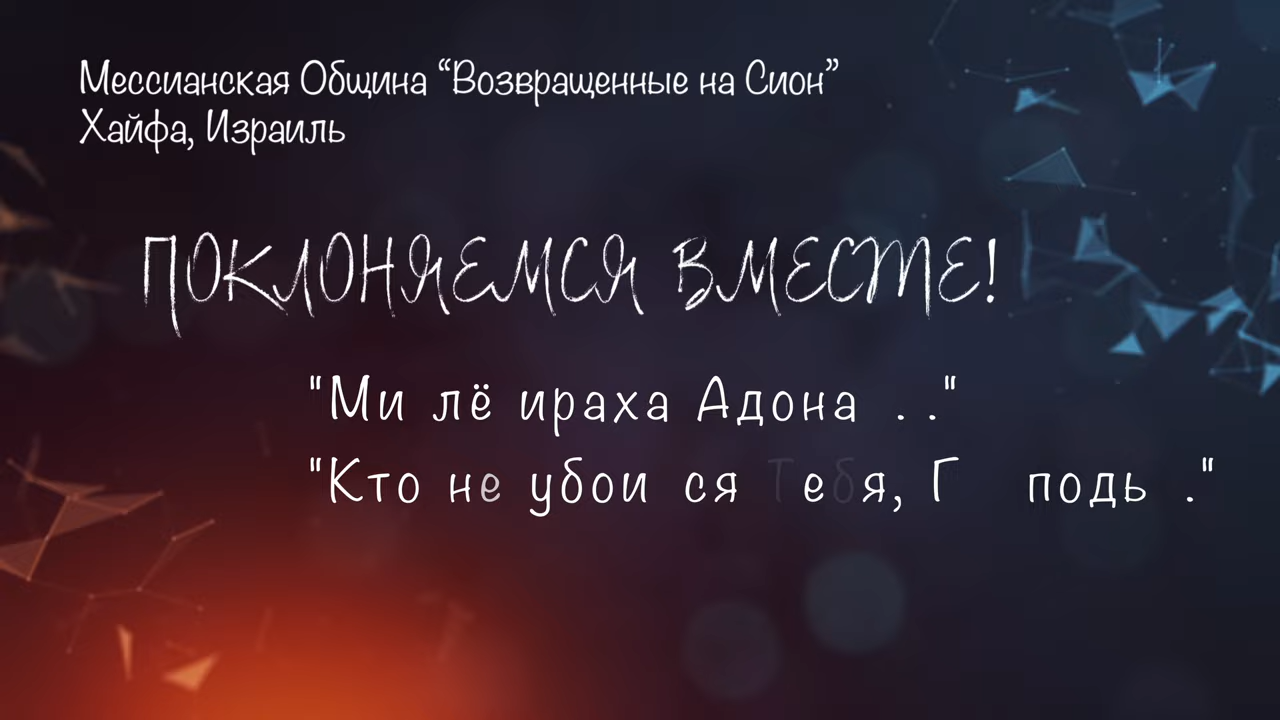 Мессианская Община “Возвращенные на Сион”
Хайфа, Израиль
ПОКЛОНЯЕМСЯ ВМЕСТЕ!
"Ми лё ираха Адона . ."
"Кто не убои ся Тебя, Г подь ."